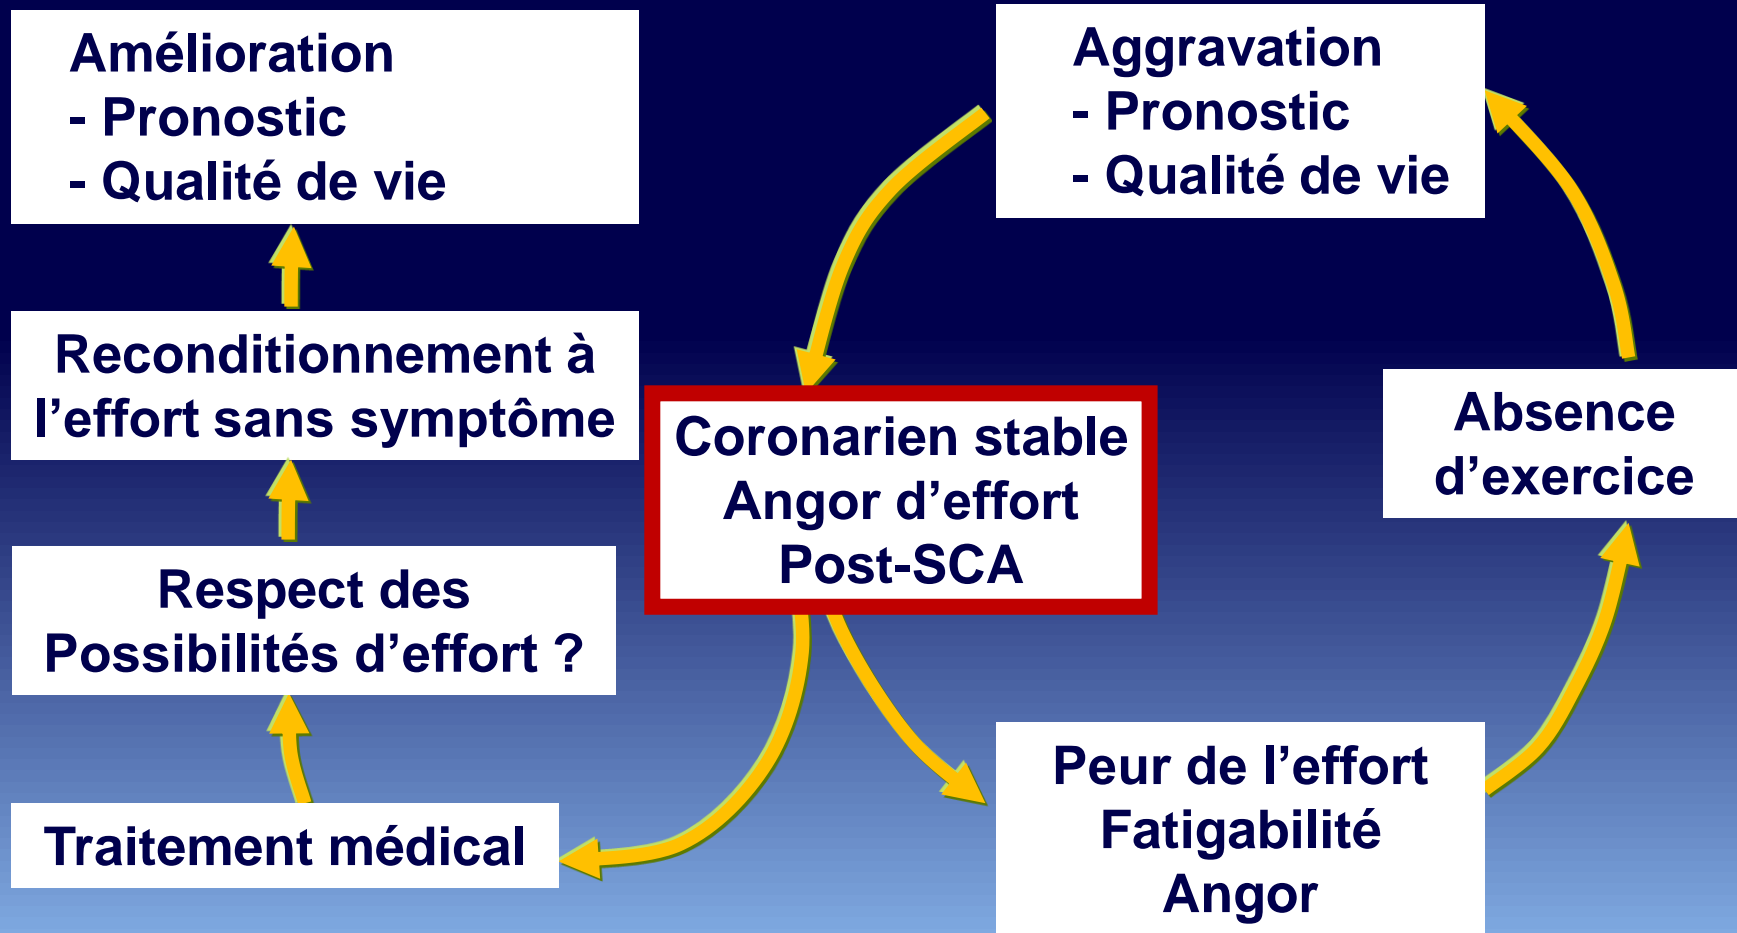 Amélioration
- Pronostic
- Qualité de vie
Aggravation
- Pronostic
- Qualité de vie
Reconditionnement à
l’effort sans symptôme
Coronarien stable
Angor d’effort
Post-SCA
Absence
d’exercice
Respect des
Possibilités d’effort ?
Traitement médical
Peur de l’effort
Fatigabilité
Angor